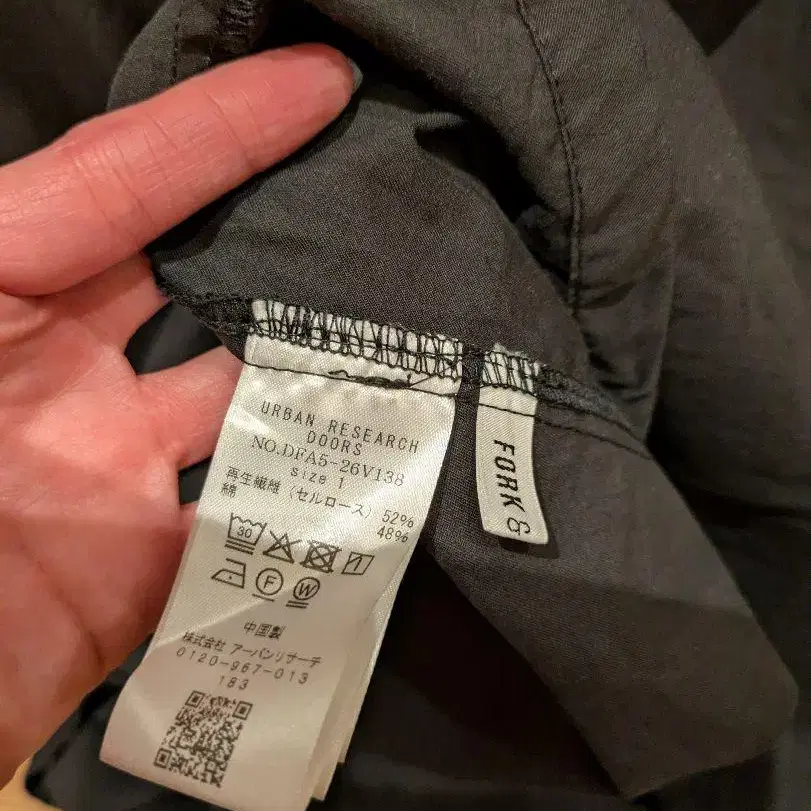 URBAN RESEARCH
DOORS
NO.DFA5-26V138
size 1
再生繊維 (セルロース) 52%
綿 48%
30
F W
中国製
株式会社 アーバンリサーチ
0120-967-013
183
FORK &